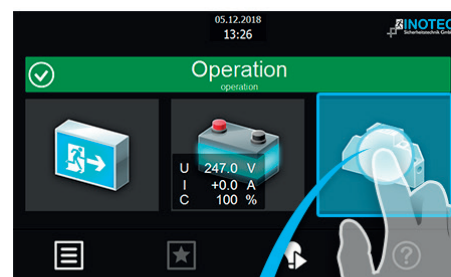 05.12.2018
13:26
INOTEC
Sicherheitstechnik GmbH
Operation
operation
U 247.0 V
I +0.0 A
C 100 %
?